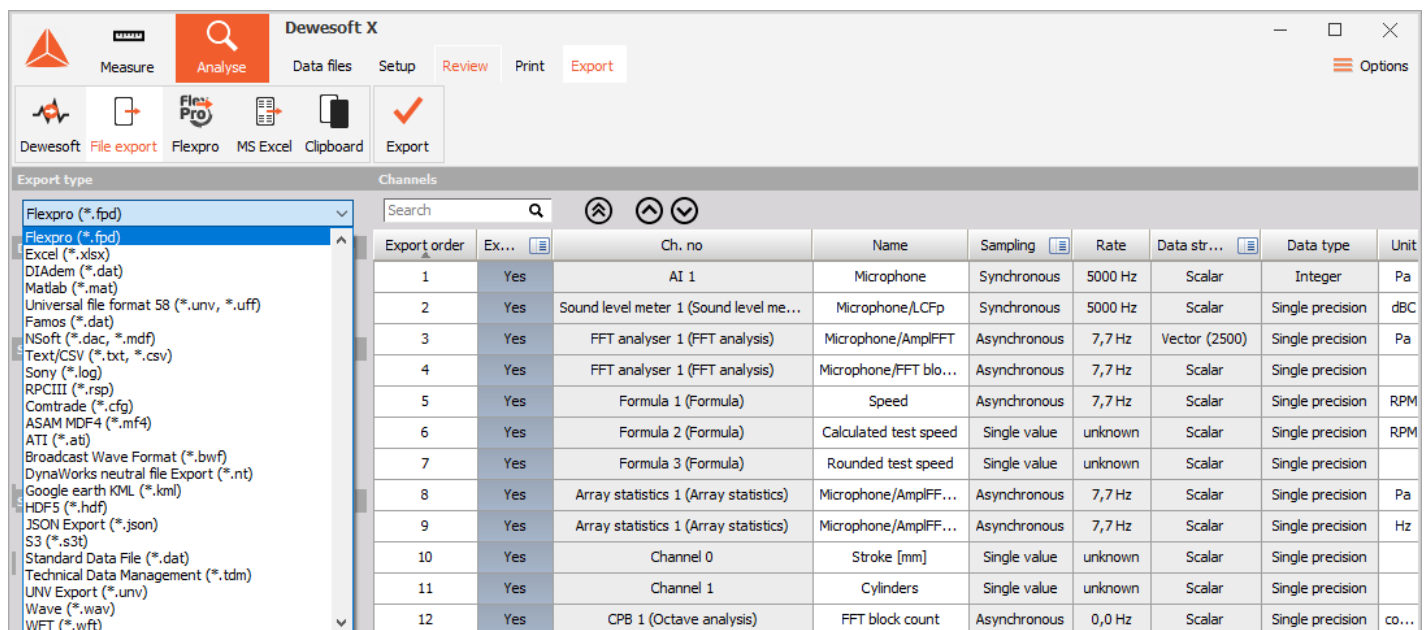 Dewesoft X
Measure Analyse Data files Setup Review Print Export Options
Flex Pro
Dewesoft File export Flexpro MS Excel Clipboard Export
Export type Channels
Flexpro (*.fpd) Search
Export order Ex... Ch. no Name Sampling Rate Data str... Data type Unit
1 Yes AI 1 Microphone Synchronous 5000 Hz Scalar Integer Pa
2 Yes Sound level meter 1 (Sound level me... Microphone/LCFp Synchronous 5000 Hz Scalar Single precision dBC
3 Yes FFT analyser 1 (FFT analysis) Microphone/AmplFFT Asynchronous 7,7 Hz Vector (2500) Single precision Pa
4 Yes FFT analyser 1 (FFT analysis) Microphone/FFT blo... Asynchronous 7,7 Hz Scalar Single precision
5 Yes Formula 1 (Formula) Speed Asynchronous 7,7 Hz Scalar Single precision RPM
6 Yes Formula 2 (Formula) Calculated test speed Single value unknown Scalar Single precision RPM
7 Yes Formula 3 (Formula) Rounded test speed Single value unknown Scalar Single precision
8 Yes Array statistics 1 (Array statistics) Microphone/AmplFF... Asynchronous 7,7 Hz Scalar Single precision Pa
9 Yes Array statistics 1 (Array statistics) Microphone/AmplFF... Asynchronous 7,7 Hz Scalar Single precision Hz
10 Yes Channel 0 Stroke [mm] Single value unknown Scalar Single precision
11 Yes Channel 1 Cylinders Single value unknown Scalar Single precision
12 Yes CPB 1 (Octave analysis) FFT block count Asynchronous 0,0 Hz Scalar Single precision co...
Flexpro (*.fpd)
Excel (*.xlsx)
DIAdem (*.dat)
Matlab (*.mat)
Universal file format 58 (*.unv, *.uff)
Famos (*.dat)
NSoft (*.dac, *.mdf)
Text/CSV (*.txt, *.csv)
Sony (*.log)
RPCIII (*.rsp)
Comtrade (*.cfg)
ASAM MDF4 (*.mf4)
ATI (*.ati)
Broadcast Wave Format (*.bwf)
DynaWorks neutral file Export (*.nt)
Google earth KML (*.kml)
HDF5 (*.hdf)
JSON Export (*.json)
S3 (*.s3t)
Standard Data File (*.dat)
Technical Data Management (*.tdm)
UNV Export (*.unv)
Wave (*.wav)
WFT (*.wft)